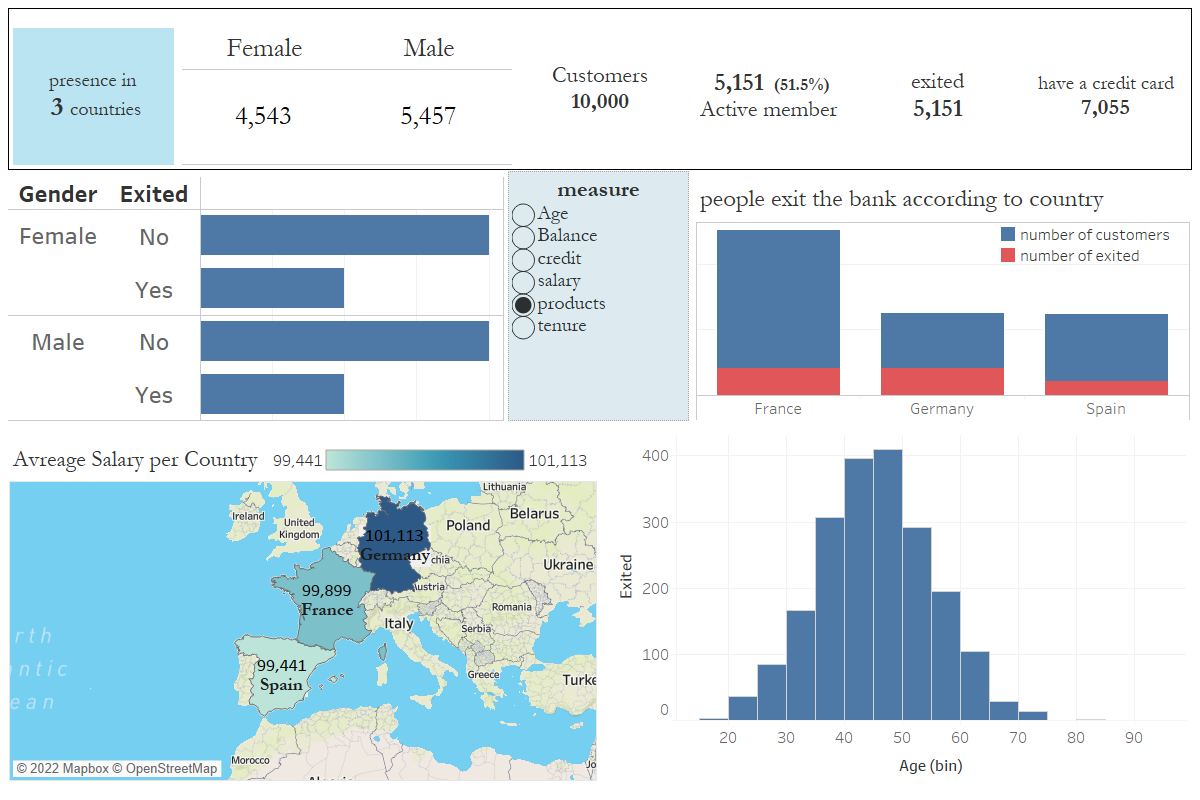 presence in
3 countries
Female Male
4,543 5,457
Customers
10,000
5,151 (51.5%)
Active member
exited
5,151
have a credit card
7,055
Gender Exited
Female No
Yes
Male No
Yes
measure
Age
Balance
credit
salary
products
tenure
people exit the bank according to country
number of customers
number of exited
France Germany Spain
Avreage Salary per Country 99,441 101,113
Lithuania
Ireland
United
Kingdom
Poland
Belarus
101,113
Germany
chia
Ukraine
99,899
France
ustria
Romania
Italy
Serbia
99,441
Spain
Greece
Turke
rth
ntic
ean
Morocco
© 2022 Mapbox © OpenStreetMap
Exited
400
300
200
100
0
20 30 40 50 60 70 80 90
Age (bin)